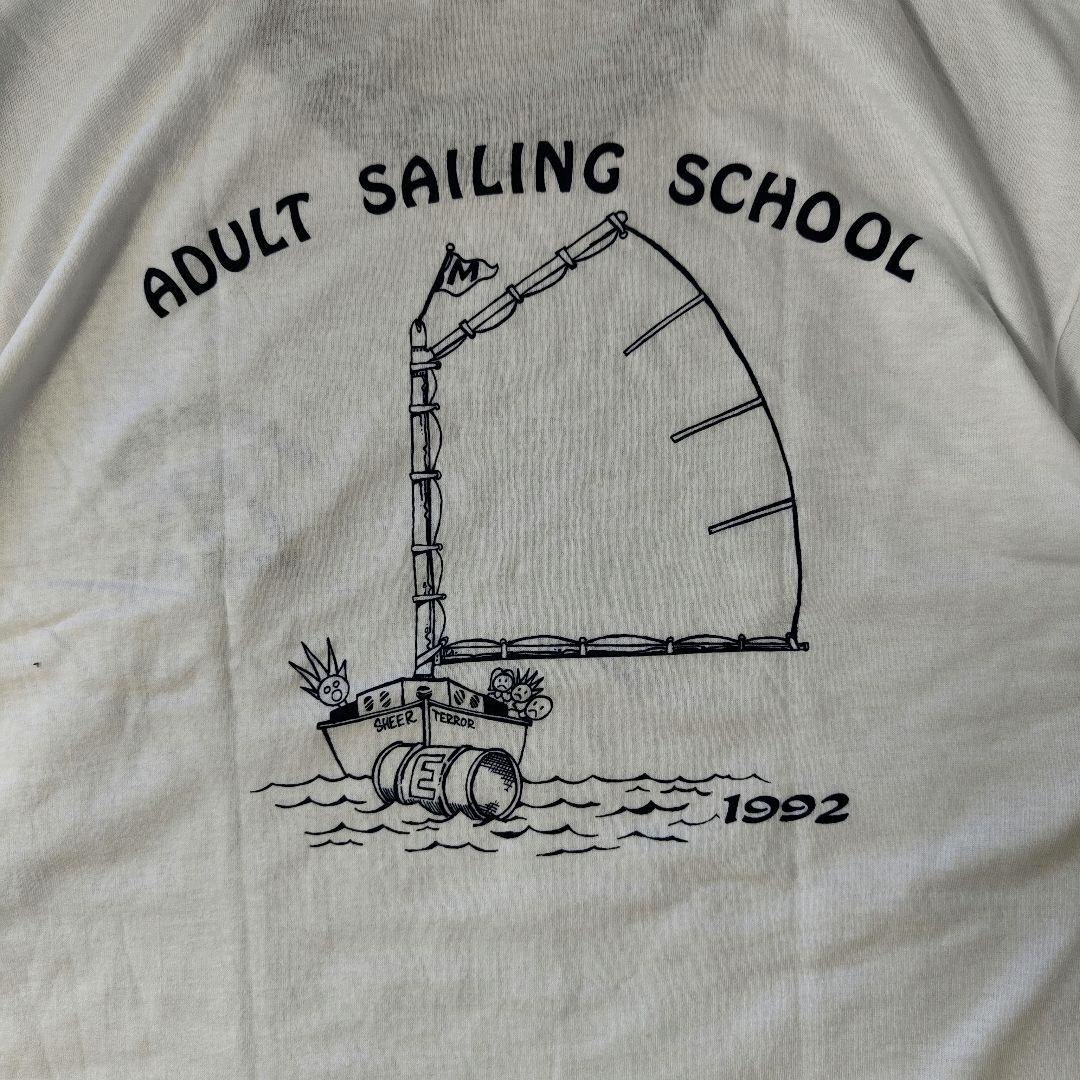 ADULT SAILING SCHOOL
M
SHEER TERROR
E
1992